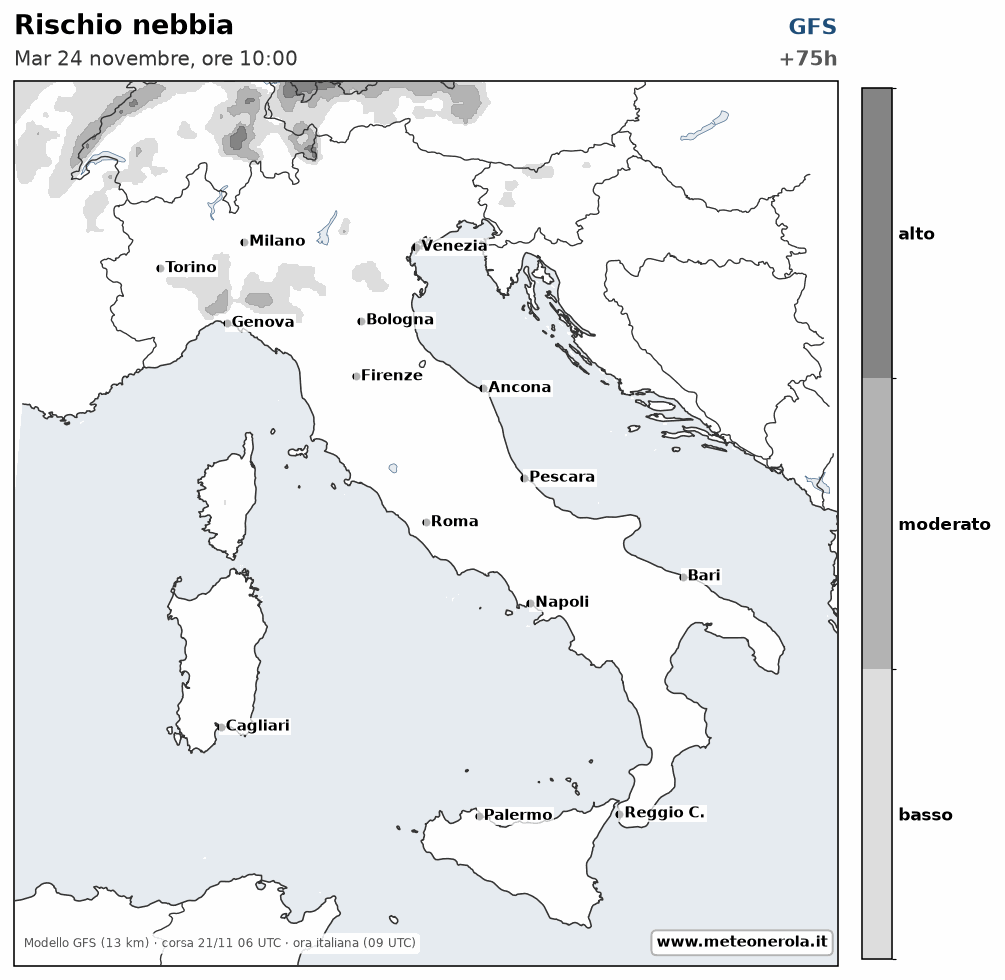 Rischio nebbia
GFS
Mar 24 novembre, ore 10:00
+75h
alto
Milano
Venezia
Torino
Genova
Bologna
Firenze
Ancona
Pescara
Roma
moderato
Bari
Napoli
Cagliari
Palermo
Reggio C.
basso
Modello GFS (13 km) · corsa 21/11 06 UTC · ora italiana (09 UTC)
www.meteonerola.it